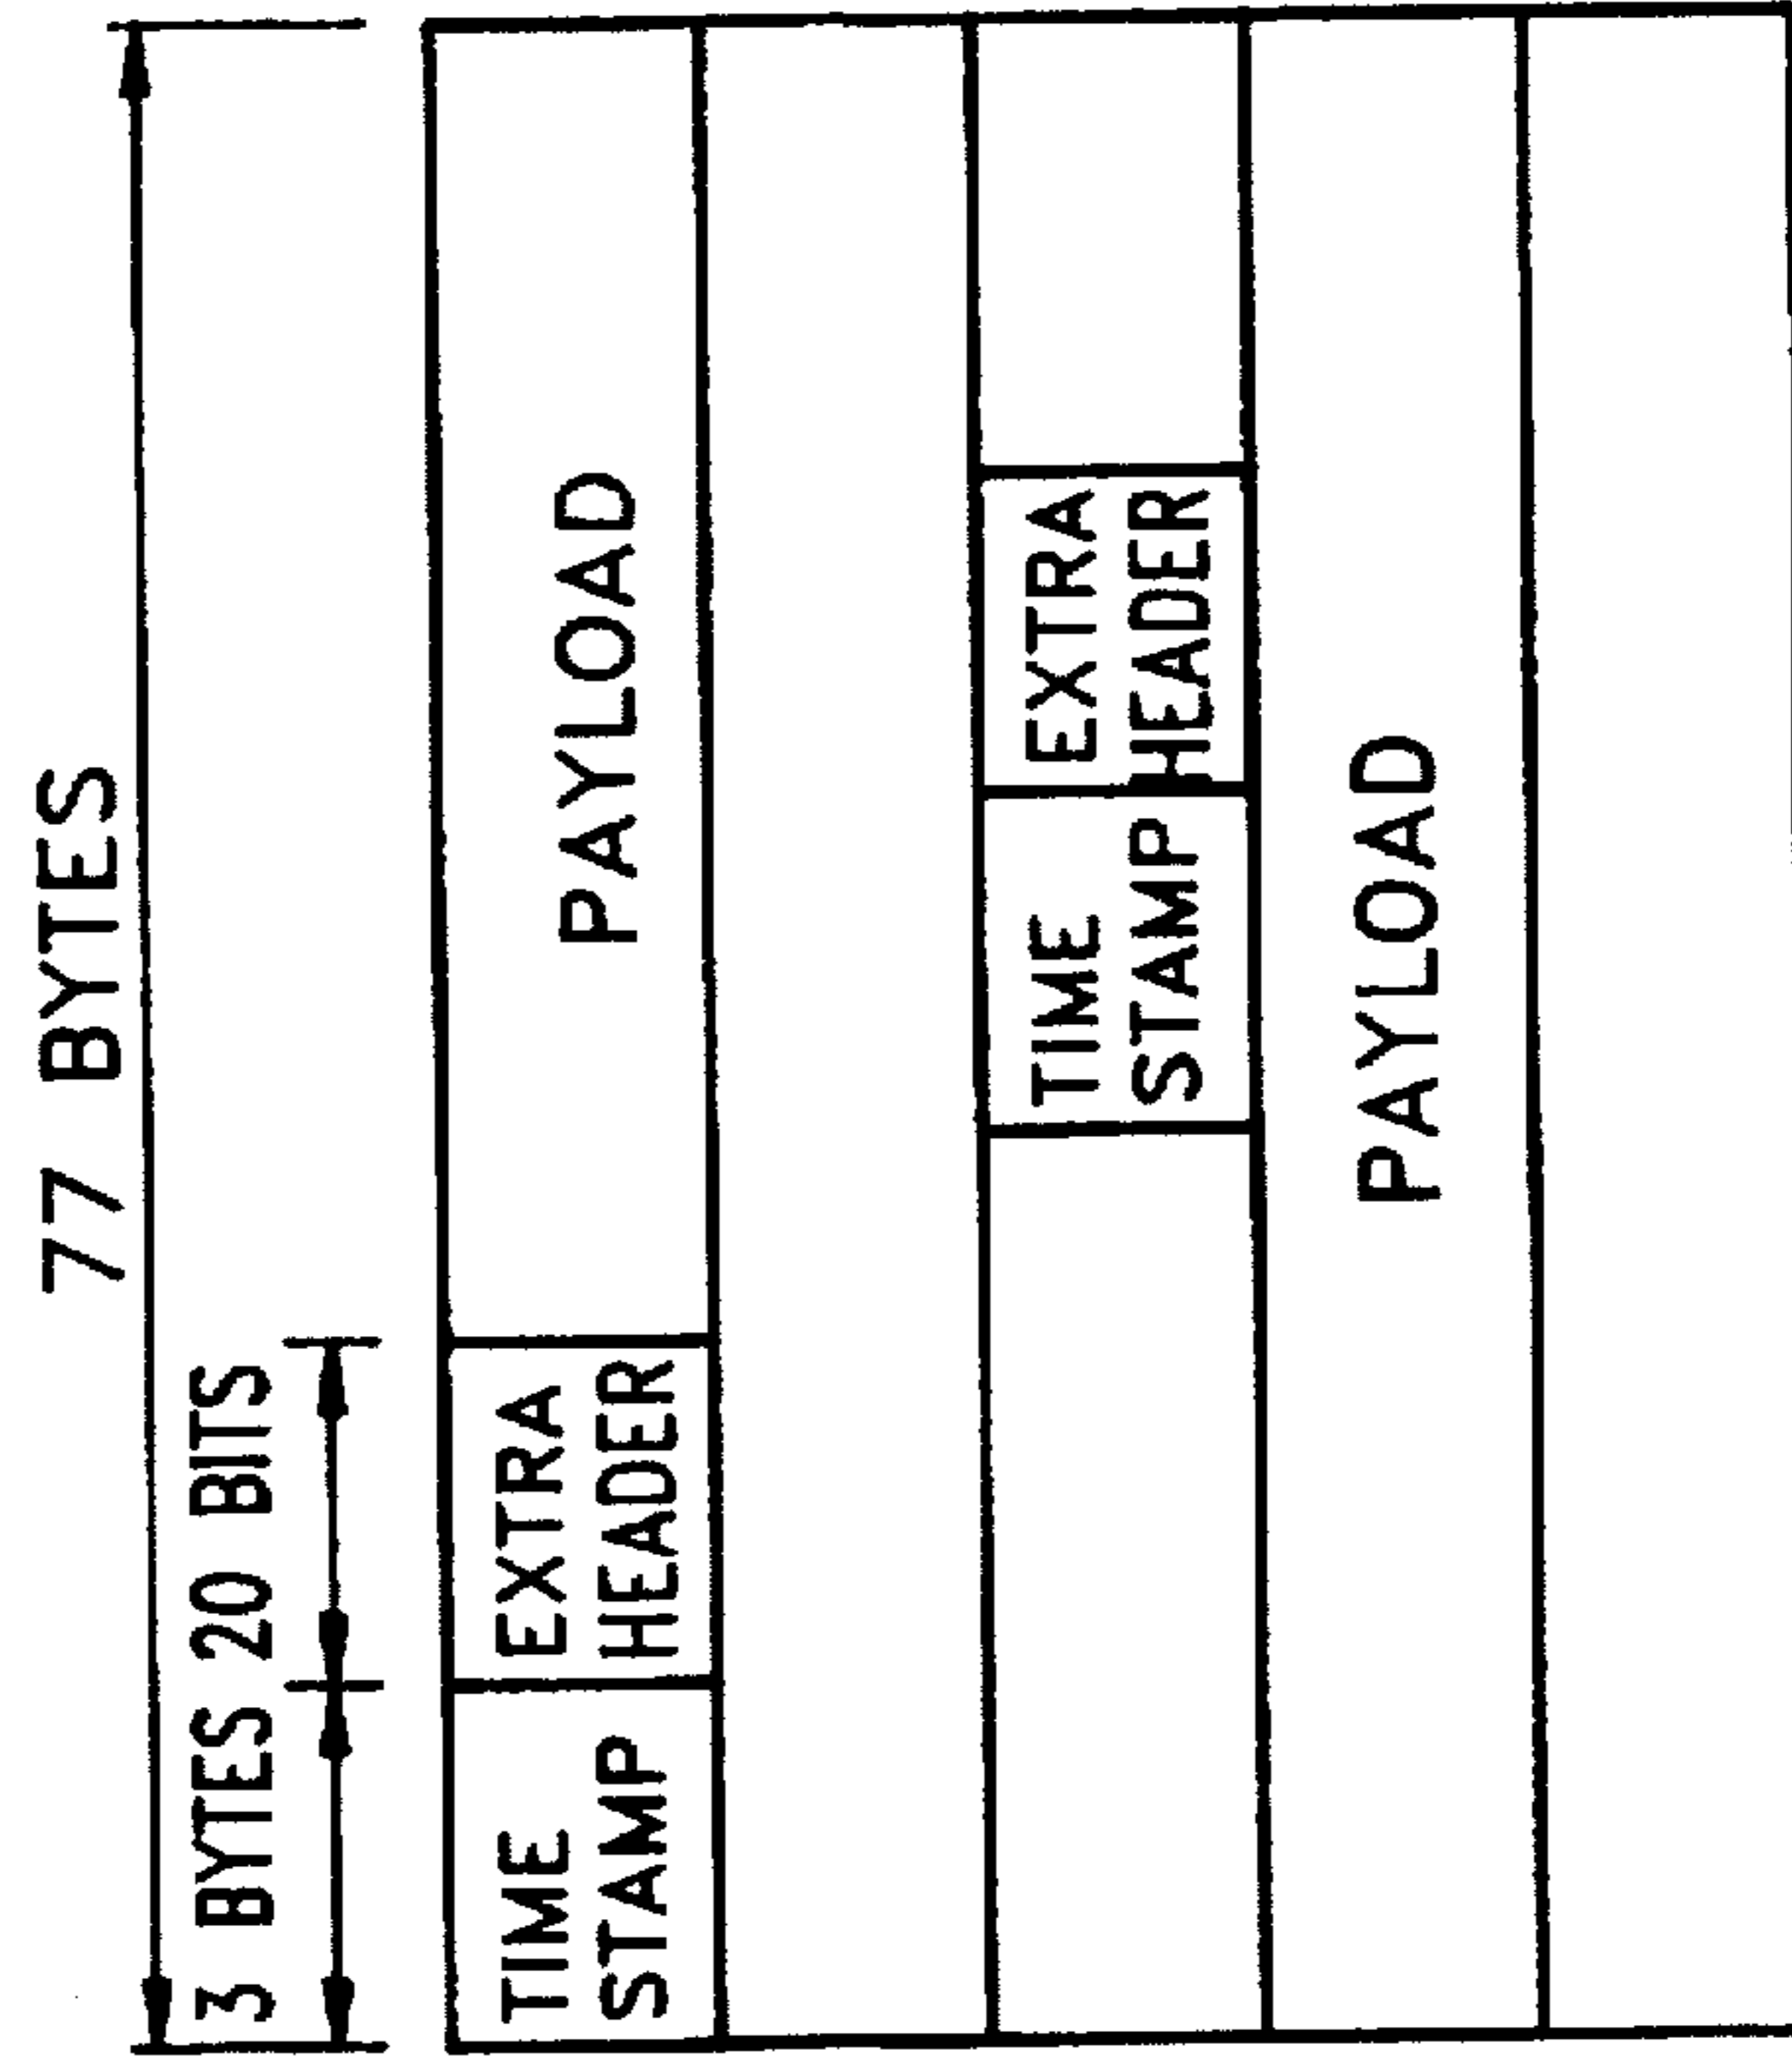 77 BYTES
3 BYTES 20 BITS
TIME
STAMP
EXTRA
HEADER
PAYLOAD
TIME
STAMP
EXTRA
HEADER
PAYLOAD